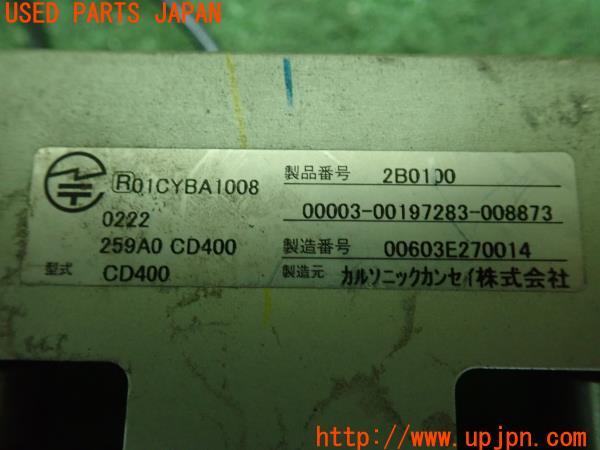 USED PARTS JAPAN
R 01CYBA1008
0222
259A0 CD400
型式 CD400
製品番号 2B0100
00003-00197283-008873
製造番号 00603E270014
製造元 カルソニックカンセイ株式会社
http://www.upjpn.com/